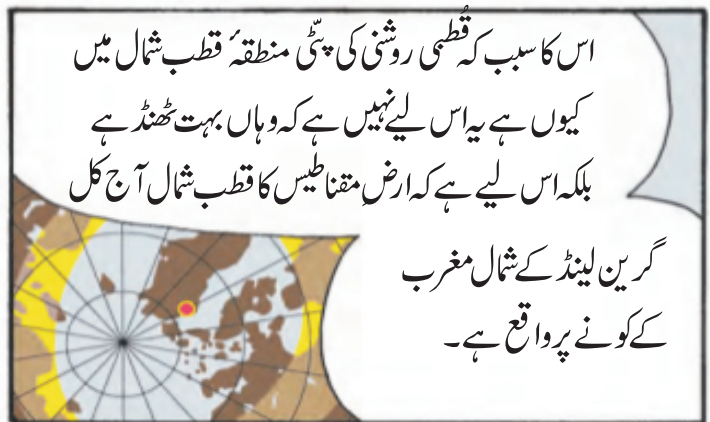 اس کا سبب کہ قُطبی روشنی کی پٹّی منطقۂ قطب شمال میں
کیوں ہے یہ اس لیے نہیں ہے کہ وہاں بہت ٹھنڈ ہے
بلکہ اس لیے ہے کہ ارضِ مقناطیس کا قطب شمال آج کل
گرین لینڈ کے شمال مغرب
کے کونے پر واقع ہے۔